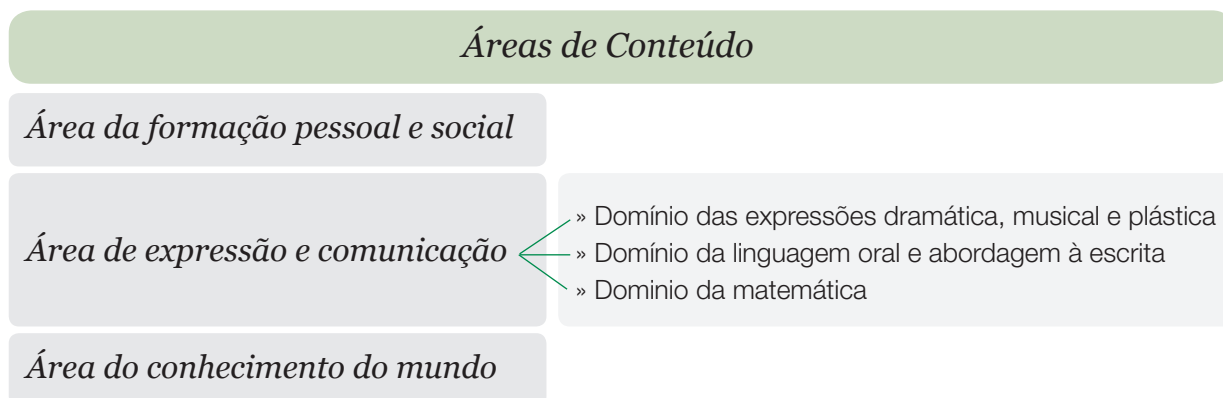 Áreas de Conteúdo
Área da formação pessoal e social
Área de expressão e comunicação
» Domínio das expressões dramática, musical e plástica
» Domínio da linguagem oral e abordagem à escrita
» Dominio da matemática
Área do conhecimento do mundo